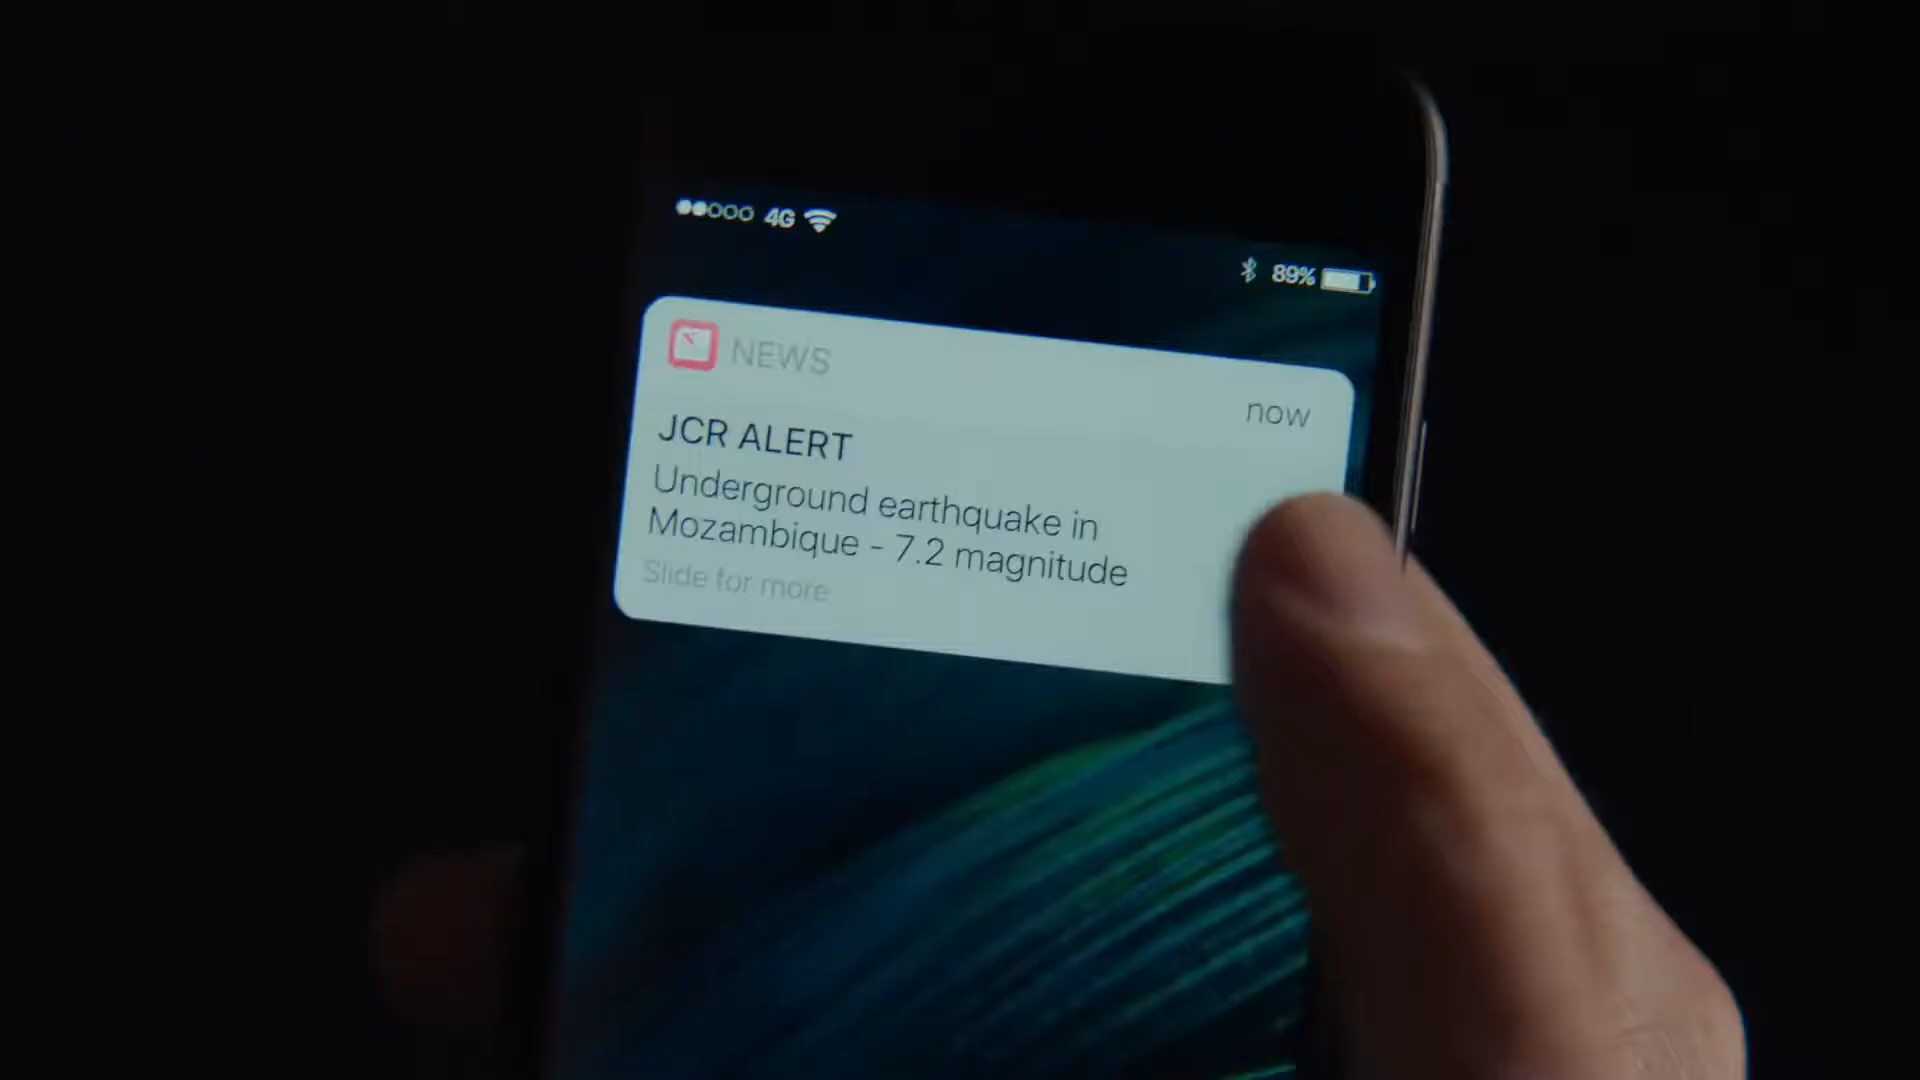 4G
89%
NEWS
now
JCR ALERT
Underground earthquake in
Mozambique - 7.2 magnitude
Slide for more